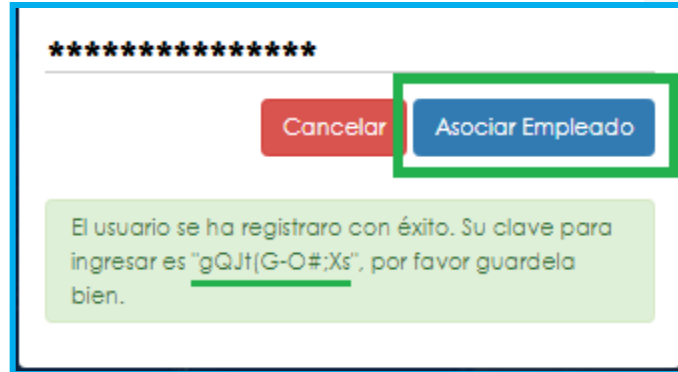 ***************
Cancelar Asociar Empleado
El usuario se ha registraro con éxito. Su clave para
ingresar es "gQJt(G-O#;Xs", por favor guardela
bien.